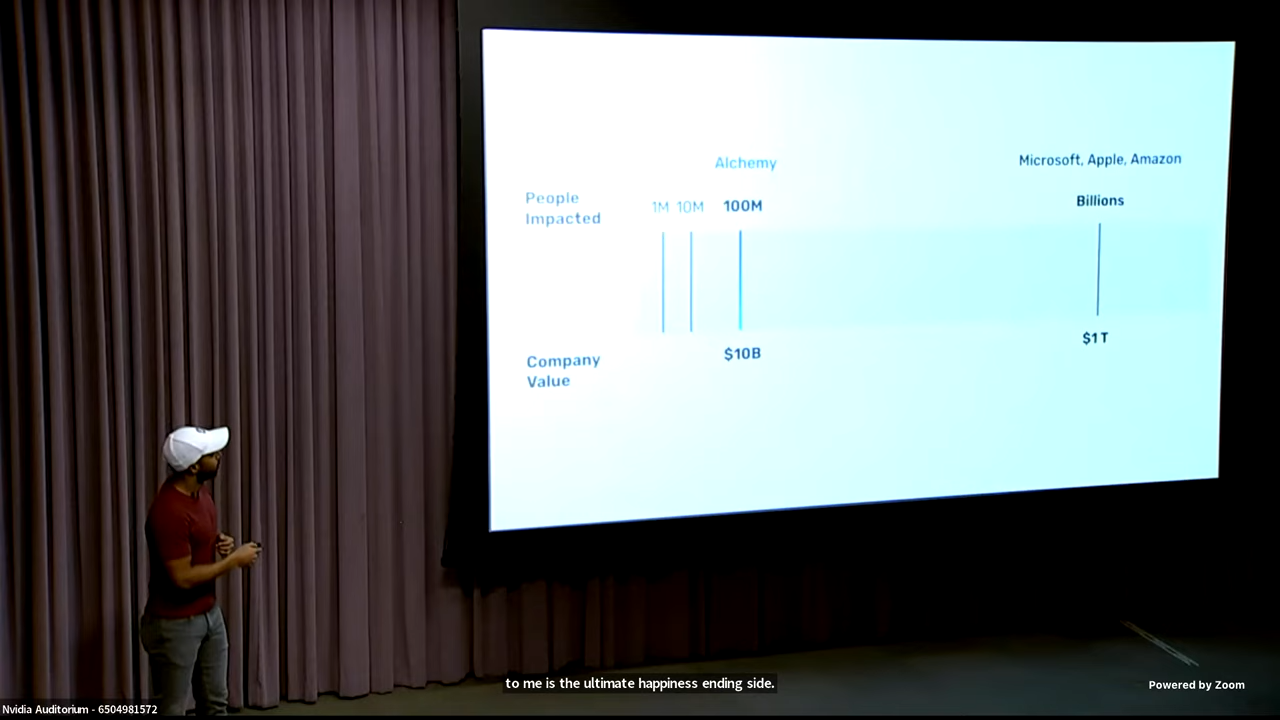 Alchemy
Microsoft, Apple, Amazon
People
Impacted
1M 10M 100M
Billions
$10B
$1T
Company
Value
to me is the ultimate happiness ending side.
Powered by Zoom
Nvidia Auditorium - 6504981572